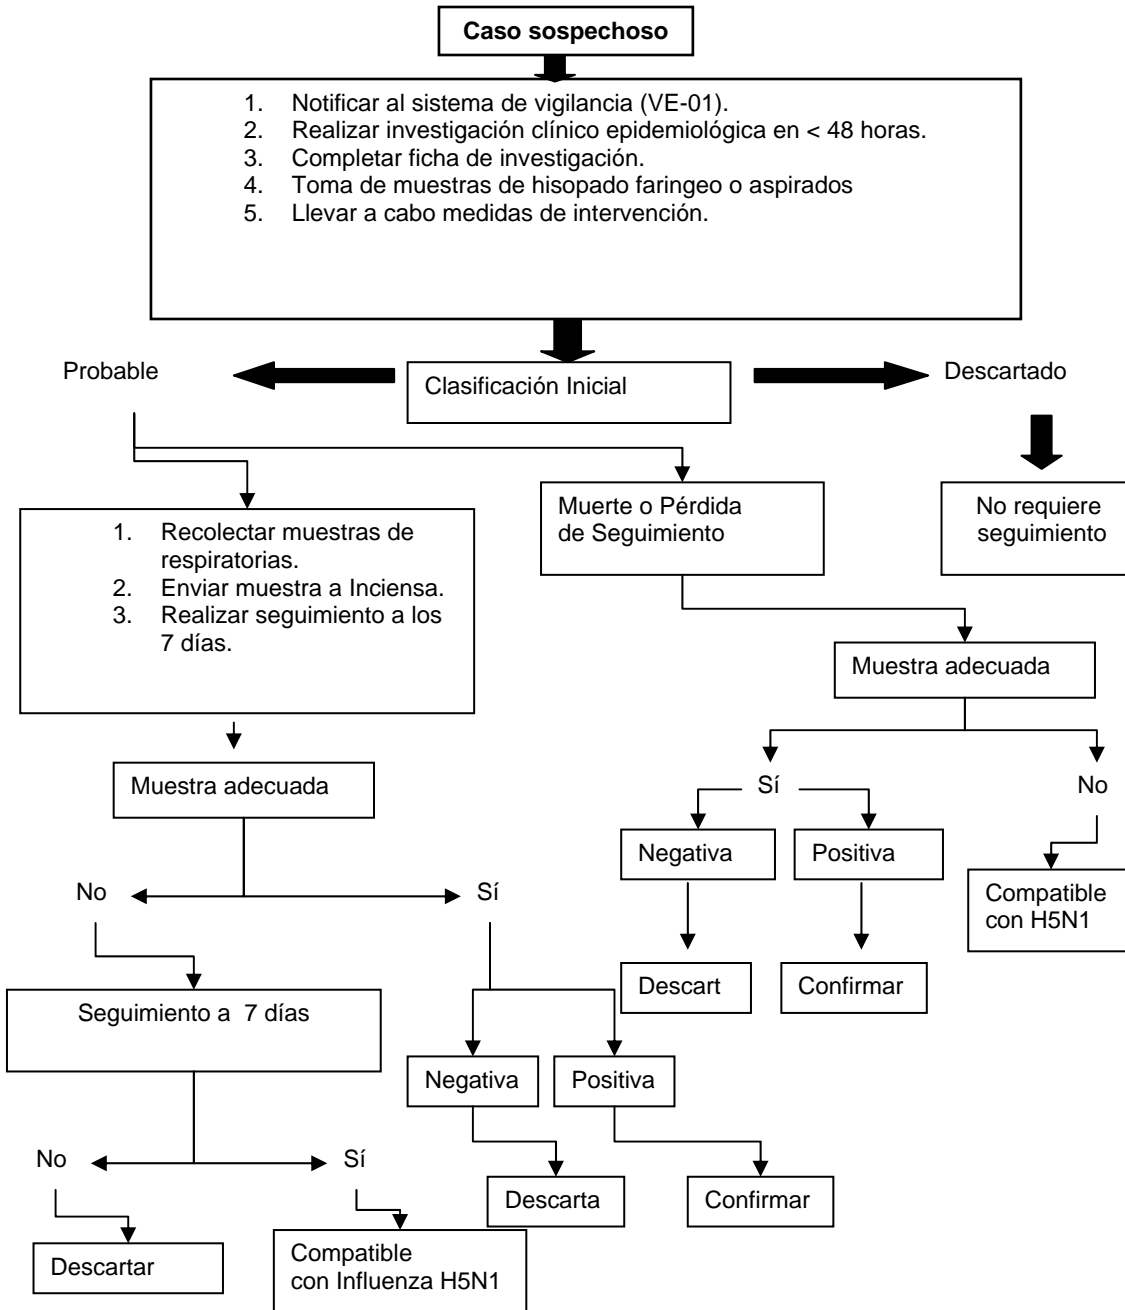 Caso sospechoso
1. Notificar al sistema de vigilancia (VE-01).
2. Realizar investigación clínico epidemiológica en < 48 horas.
3. Completar ficha de investigación.
4. Toma de muestras de hisopado faringeo o aspirados
5. Llevar a cabo medidas de intervención.
Probable
Clasificación Inicial
Descartado
1. Recolectar muestras de
respiratorias.
2. Enviar muestra a Inciensa.
3. Realizar seguimiento a los
7 días.
Muerte o Pérdida
de Seguimiento
No requiere
seguimiento
Muestra adecuada
Muestra adecuada
Sí
No
Negativa
Positiva
Compatible
con H5N1
No
Sí
Descart
Confirmar
Seguimiento a 7 días
Negativa
Positiva
No
Sí
Descarta
Confirmar
Descartar
Compatible
con Influenza H5N1